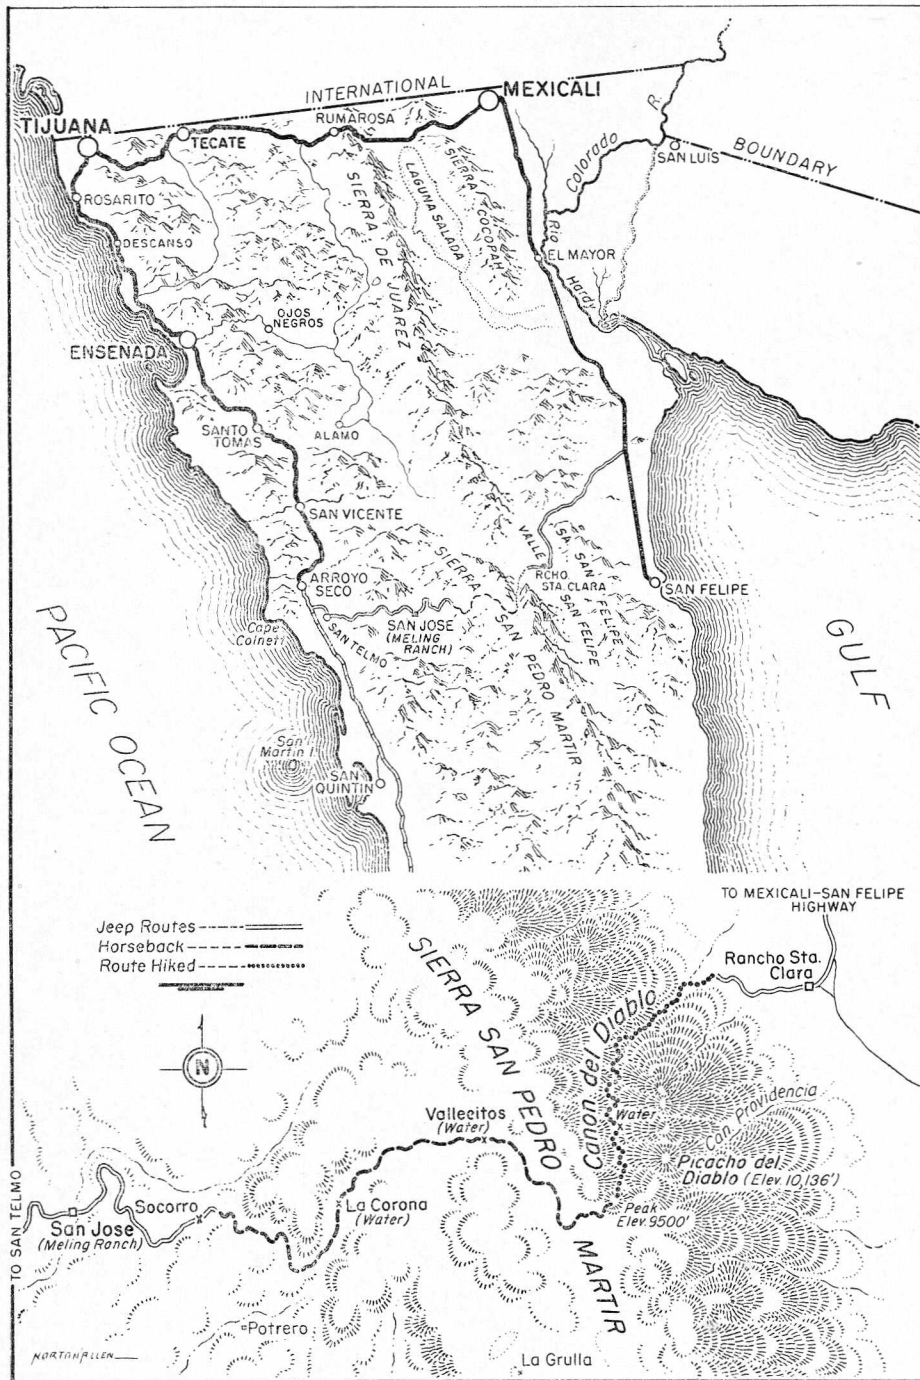 INTERNATIONAL
BOUNDARY
MEXICALI
TIJUANA
TECATE
RUMAROSA
SAN LUIS
Colorado R.
ROSARITO
DESCANSO
SIERRA DE JUAREZ
LAGUNA SALADA
SIERRA COCOPAH
Rio
Hardy
EL MAYOR
OJOS
NEGROS
ENSENADA
SANTO
TOMAS
ALAMO
SAN VICENTE
ARROYO
SECO
SAN JOSE
(MELING
RANCH)
SAN TELMO
Cape
Colnett
SIERRA SAN PEDRO MARTIR
VALLE
SAN FELIPE
RCHO.
STA. CLARA
SA. SAN FELIPE
SAN FELIPE
PACIFIC OCEAN
GULF
San
Martin I.
SAN
QUINTIN
Jeep Routes
Horseback
Route Hiked
N
TO MEXICALI-SAN FELIPE
HIGHWAY
Rancho Sta.
Clara
SIERRA SAN PEDRO MARTIR
Cañon del Diablo
Water
Can. Providencia
Picacho del
Diablo (Elev. 10,136')
Peak
Elev. 9500'
Vallecitos
(Water)
La Corona
(Water)
Socorro
San Jose
(Meling Ranch)
TO SAN TELMO
Potrero
La Grulla
NORTON ALLEN